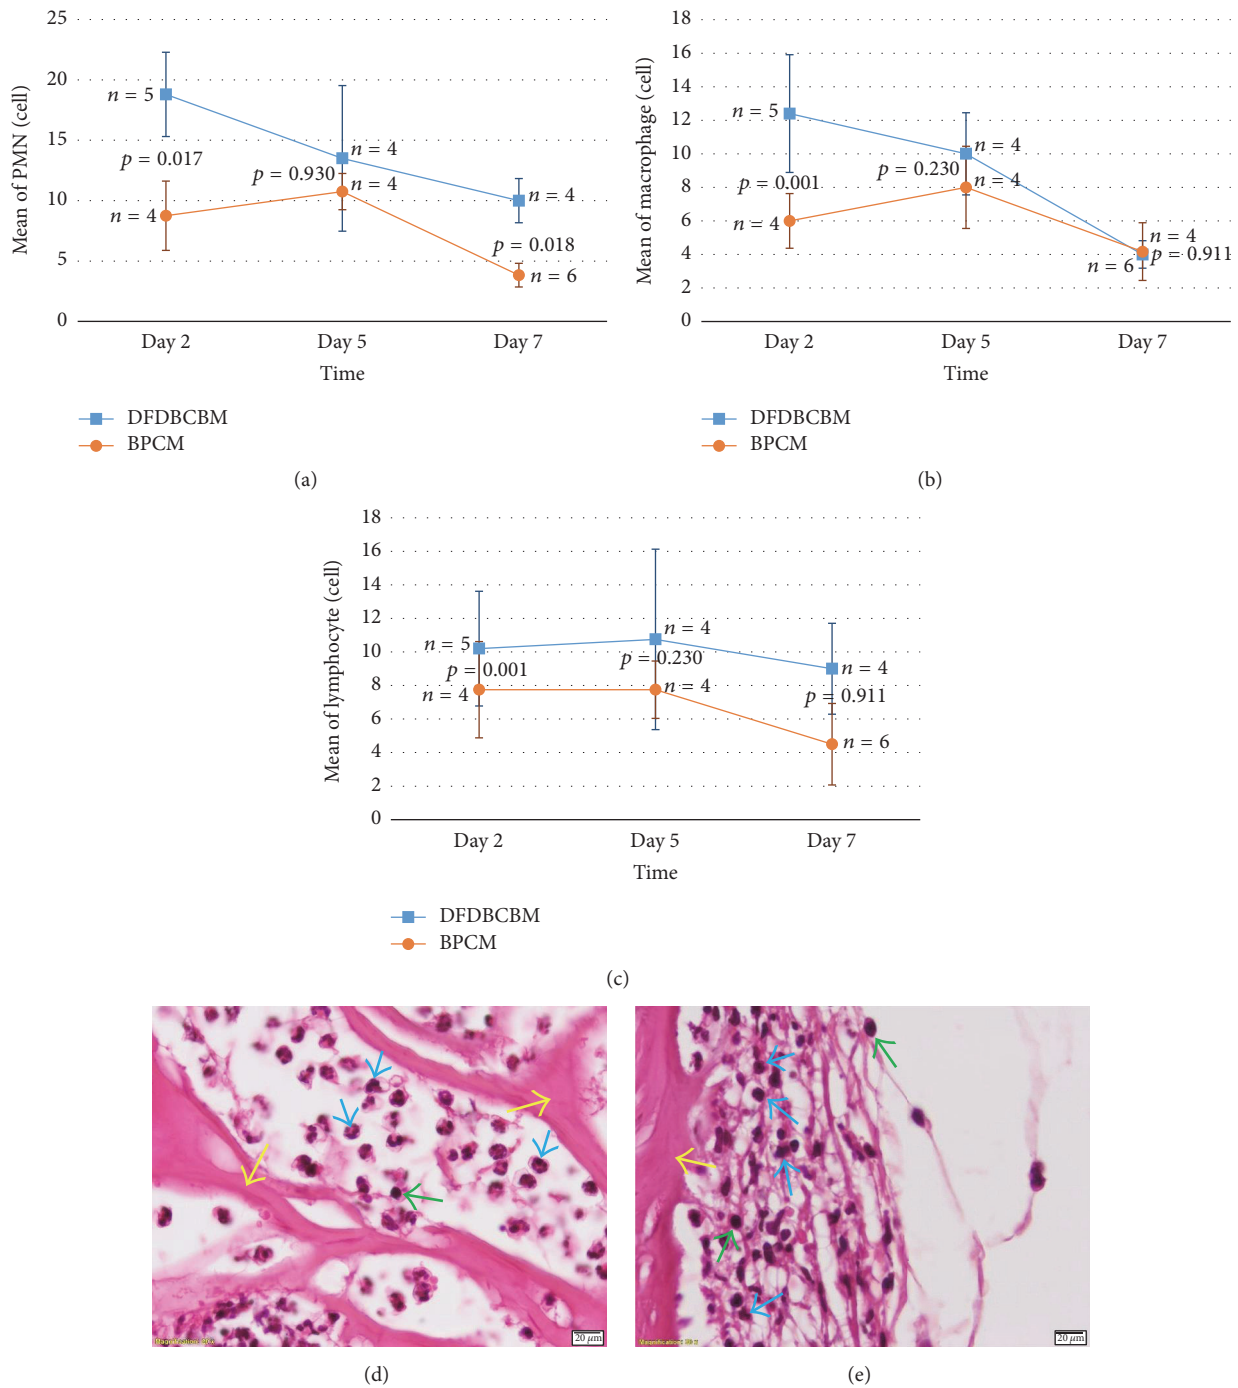 25
20
15
10
5
0
Mean of PMN (cell)
n = 5
p = 0.017
n = 4
n = 4
p = 0.930
n = 4
n = 4
p = 0.018
n = 6
Day 2 Day 5 Day 7
Time
DFDBCBM
BPCM
(a)
18
16
14
12
10
8
6
4
2
0
Mean of macrophage (cell)
n = 5
p = 0.001
n = 4
n = 4
p = 0.230
n = 4
n = 4
p = 0.911
n = 6
Day 2 Day 5 Day 7
Time
DFDBCBM
BPCM
(b)
18
16
14
12
10
8
6
4
2
0
Mean of lymphocyte (cell)
n = 5
p = 0.001
n = 4
n = 4
p = 0.230
n = 4
n = 4
p = 0.911
n = 6
Day 2 Day 5 Day 7
Time
DFDBCBM
BPCM
(c)
20 μm
(d)
20 μm
(e)